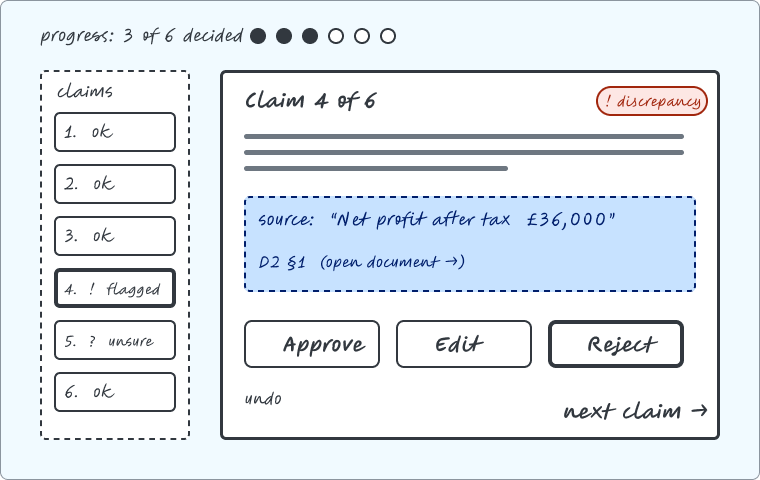 progress: 3 of 6 decided
claims
1. ok
2. ok
3. ok
4. ! flagged
5. ? unsure
6. ok
Claim 4 of 6
! discrepancy
source: "Net profit after tax £36,000"
D2 §1 (open document →)
Approve
Edit
Reject
undo
next claim →